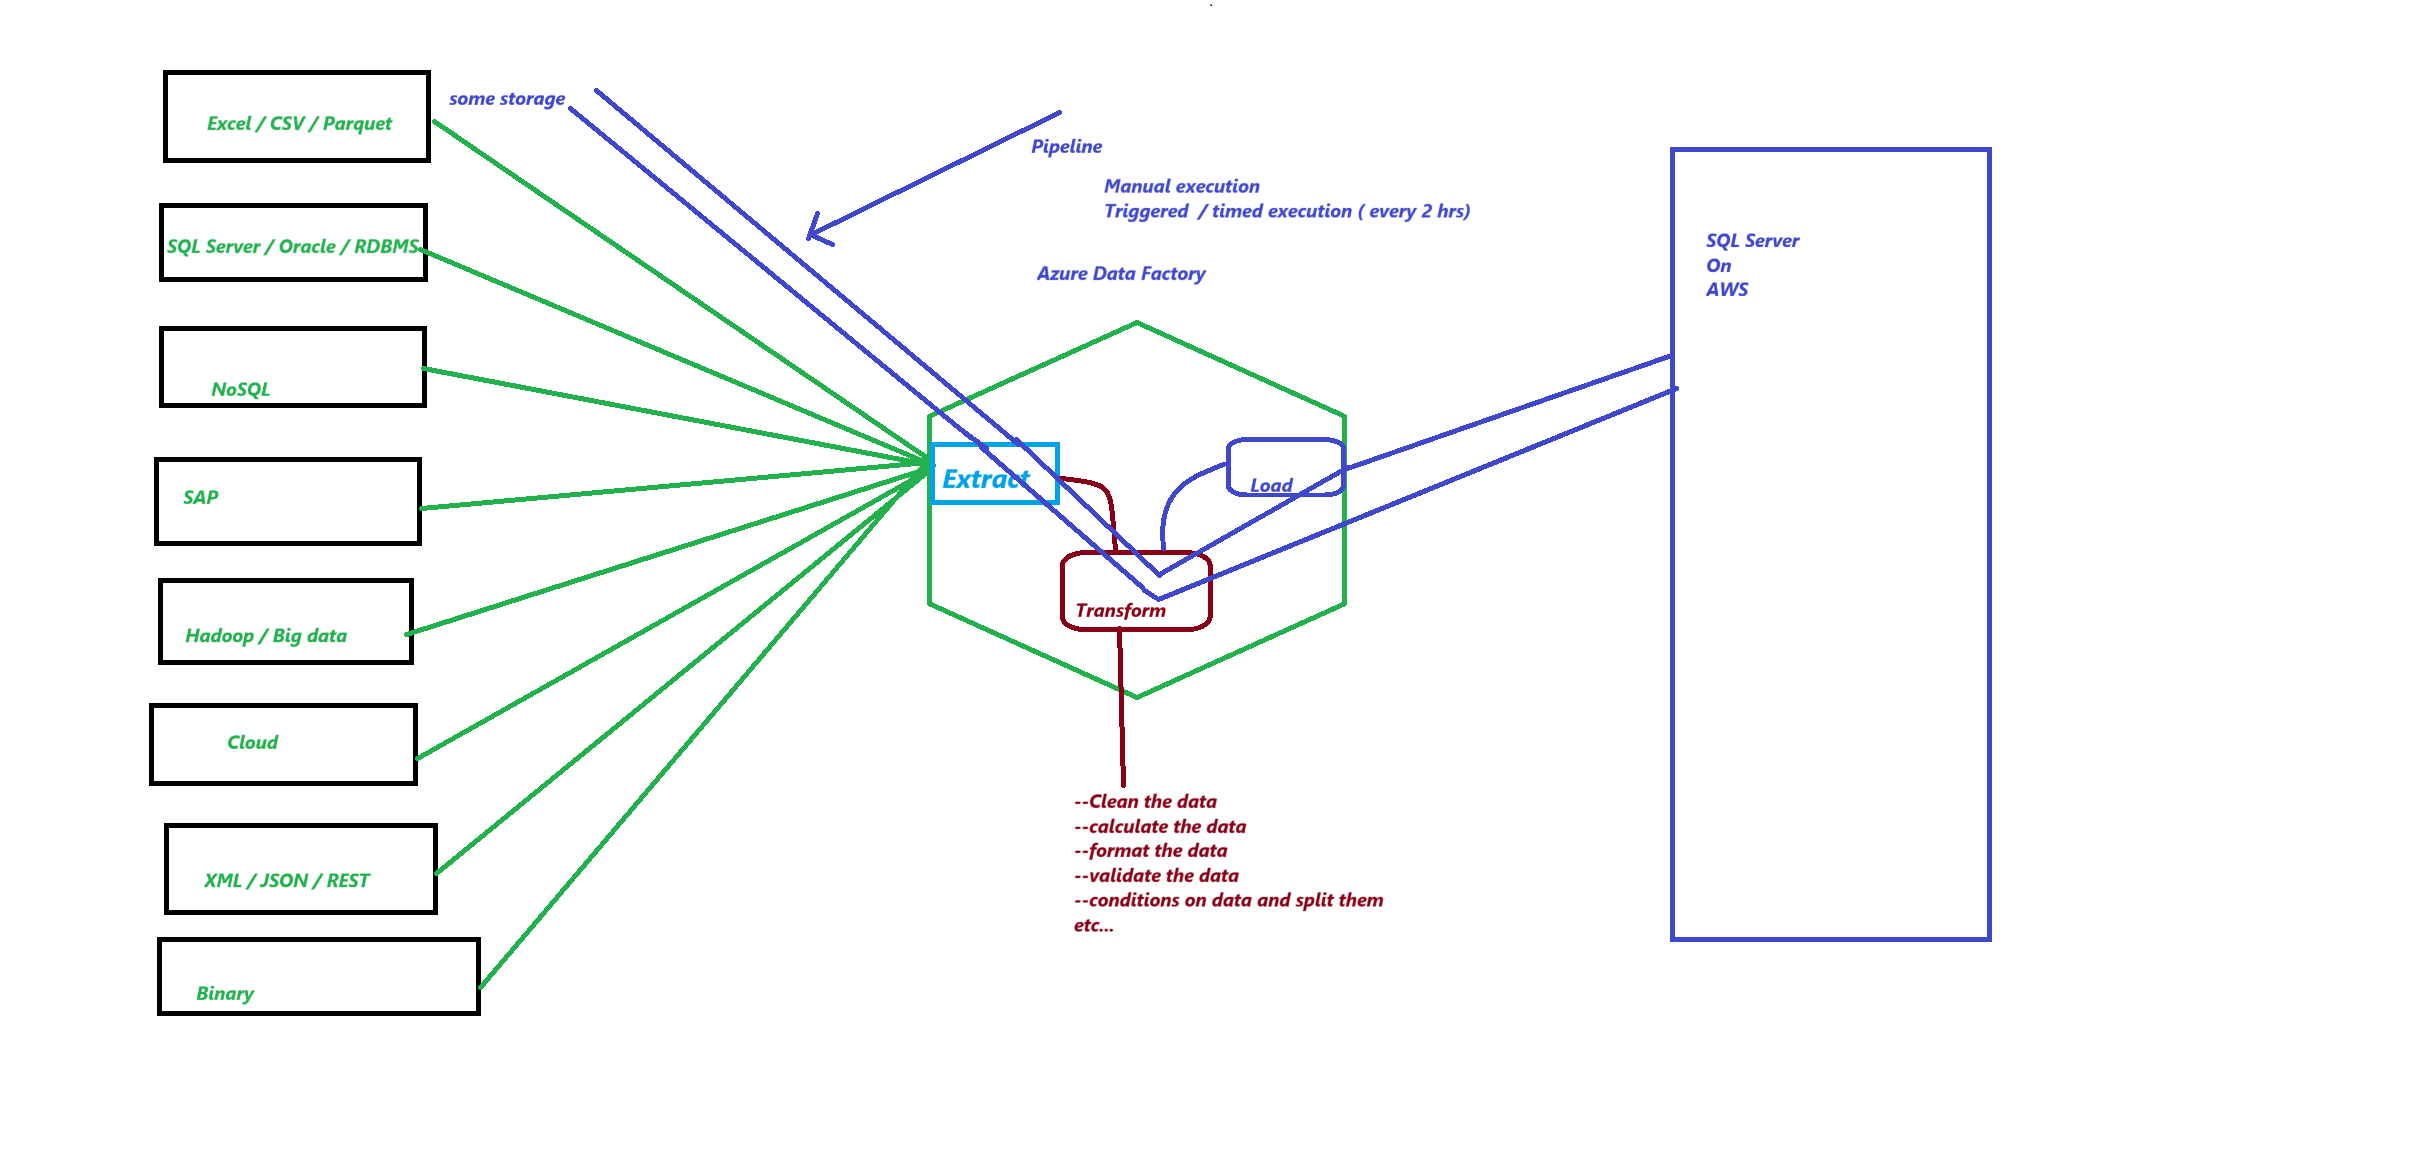 Excel / CSV / Parquet
some storage
SQL Server / Oracle / RDBMS
NoSQL
SAP
Hadoop / Big data
Cloud
XML / JSON / REST
Binary
Pipeline
Manual execution
Triggered  / timed execution ( every 2 hrs)
Azure Data Factory
Extract
Load
Transform
--Clean the data
--calculate the data
--format the data
--validate the data
--conditions on data and split them
etc...
SQL Server
On
AWS